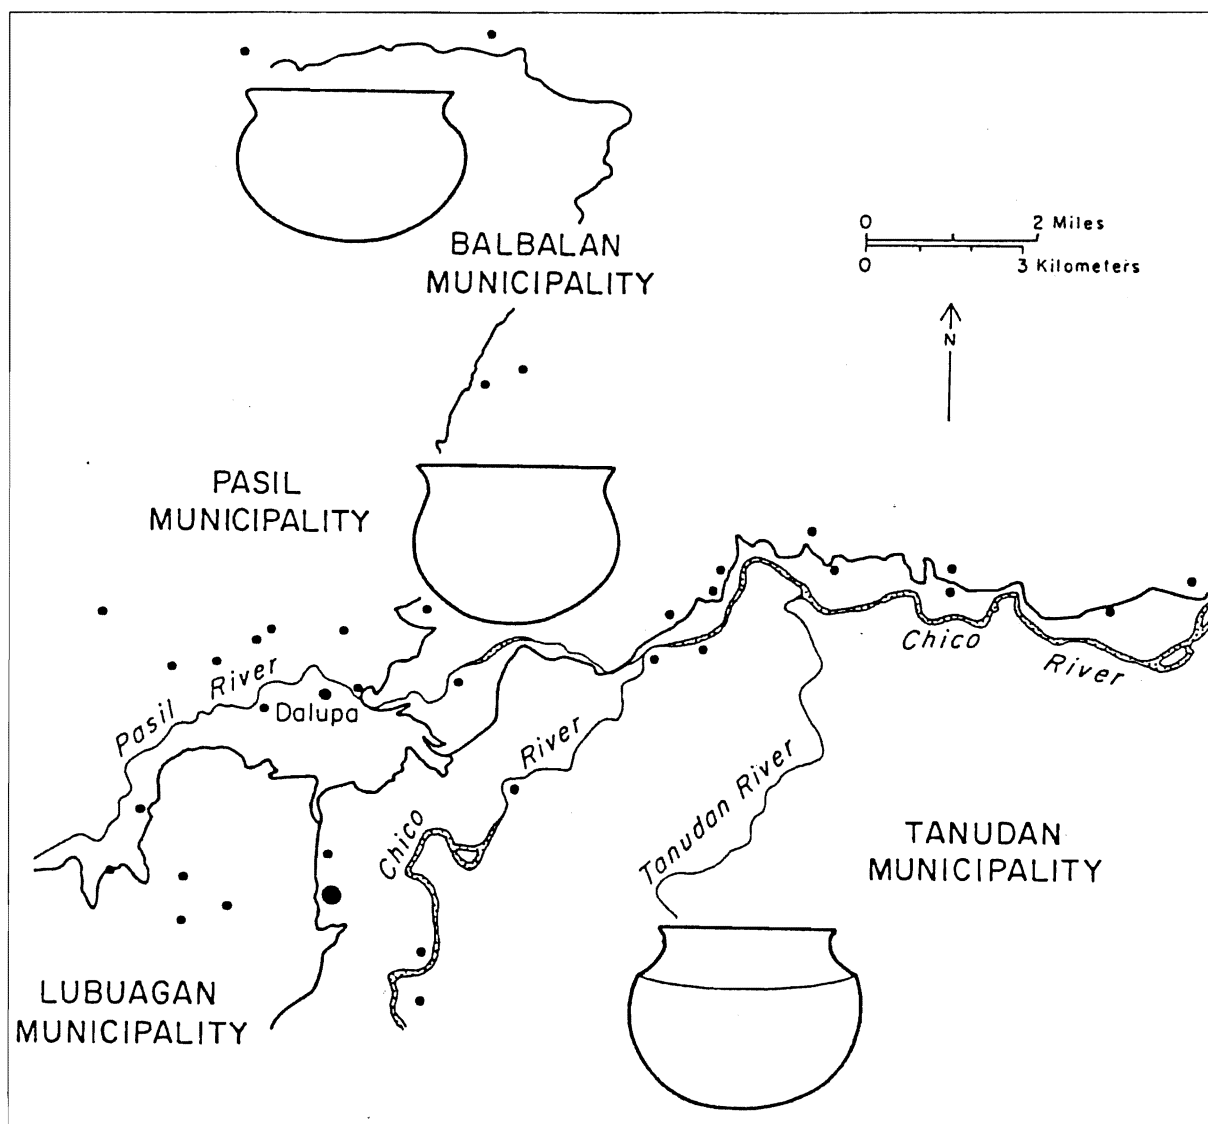 BALBALAN
MUNICIPALITY
0 2 Miles
0 3 Kilometers
N
PASIL
MUNICIPALITY
Pasil River
Dalupa
Chico River
Chico River
Tanudan River
TANUDAN
MUNICIPALITY
LUBUAGAN
MUNICIPALITY